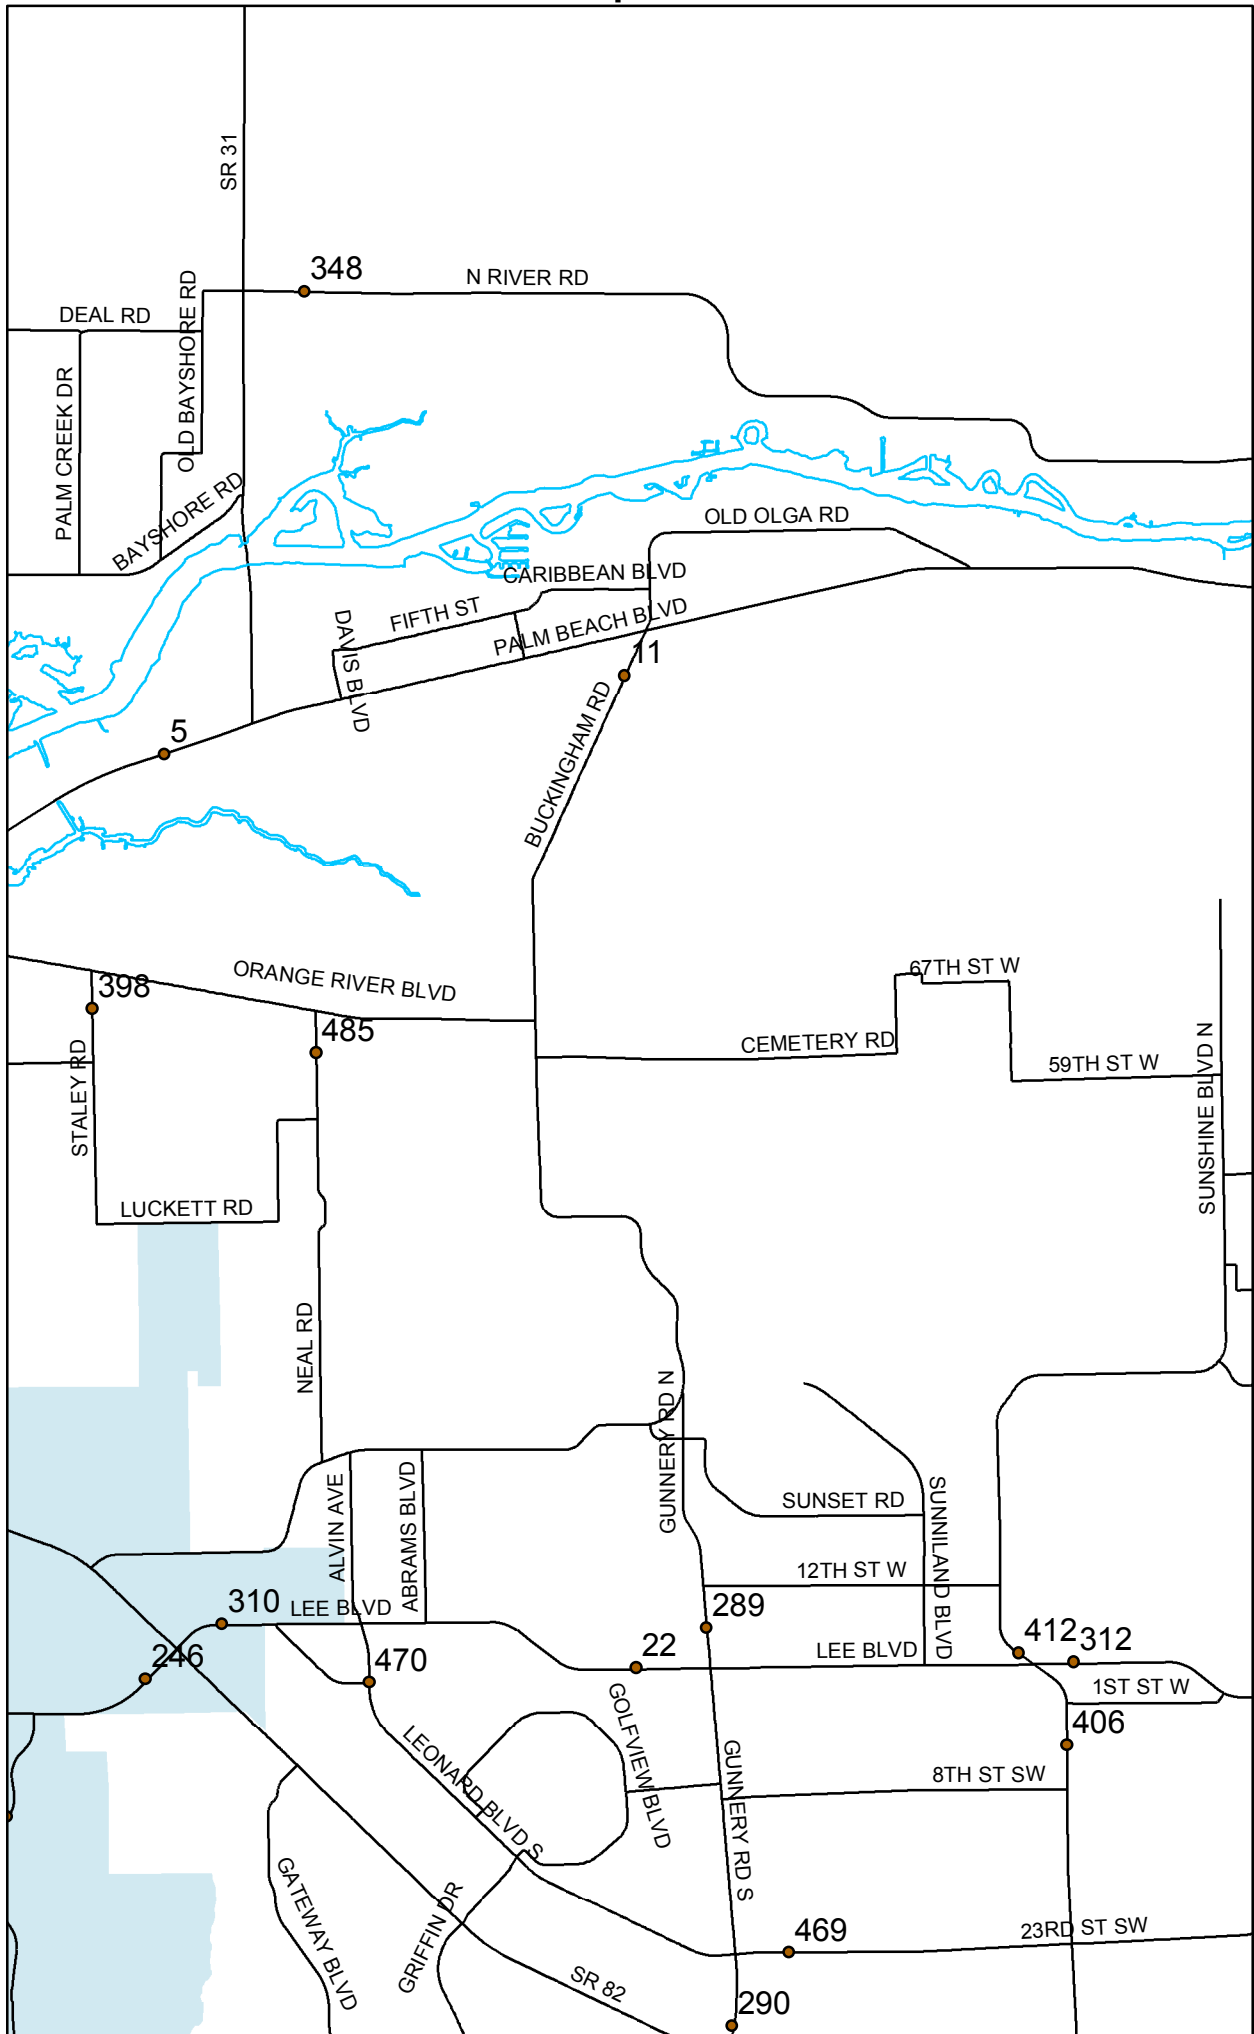 SR 31
348
N RIVER RD
DEAL RD
OLD BAYSHORE RD
PALM CREEK DR
BAYSHORE RD
OLD OLGA RD
CARIBBEAN BLVD
FIFTH ST
PALM BEACH BLVD
DAVIS BLVD
11
5
BUCKINGHAM RD
67TH ST W
ORANGE RIVER BLVD
398
485
CEMETERY RD
59TH ST W
STALEY RD
SUNSHINE BLVD N
LUCKETT RD
NEAL RD
GUNNERY RD N
ALVIN AVE
ABRAMS BLVD
SUNSET RD
SUNNILAND BLVD
12TH ST W
310
LEE BLVD
289
412
312
246
470
22
LEE BLVD
1ST ST W
GOLFVIEW BLVD
406
LEONARD BLVD S
GUNNERY RD S
8TH ST SW
GATEWAY BLVD
GRIFFIN DR
469
23RD ST SW
SR 82
290